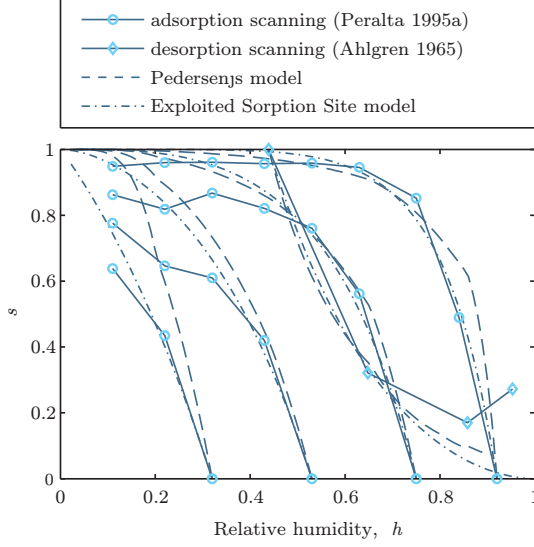 adsorption scanning (Peralta 1995a)
desorption scanning (Ahlgren 1965)
Pedersenȷs model
Exploited Sorption Site model
1
0.8
0.6
0.4
0.2
0
s
0 0.2 0.4 0.6 0.8 1
Relative humidity, h